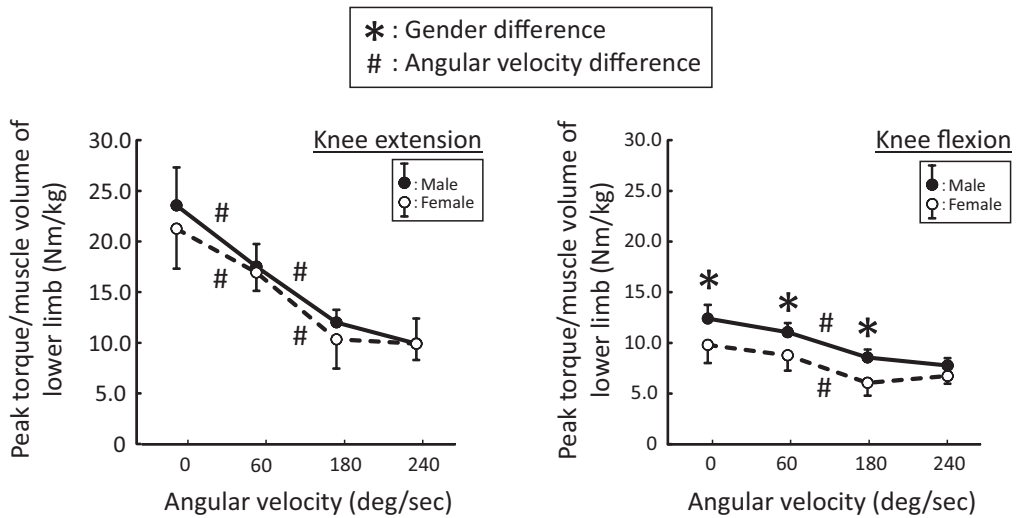 * : Gender difference
# : Angular velocity difference
Peak torque/muscle volume of
lower limb (Nm/kg)
Knee extension
: Male
: Female
30.0
25.0
20.0
15.0
10.0
5.0
0
#
#
#
#
0 60 180 240
Angular velocity (deg/sec)
Peak torque/muscle volume of
lower limb (Nm/kg)
Knee flexion
: Male
: Female
30.0
25.0
20.0
15.0
10.0
5.0
0
*
*
*
#
#
0 60 180 240
Angular velocity (deg/sec)